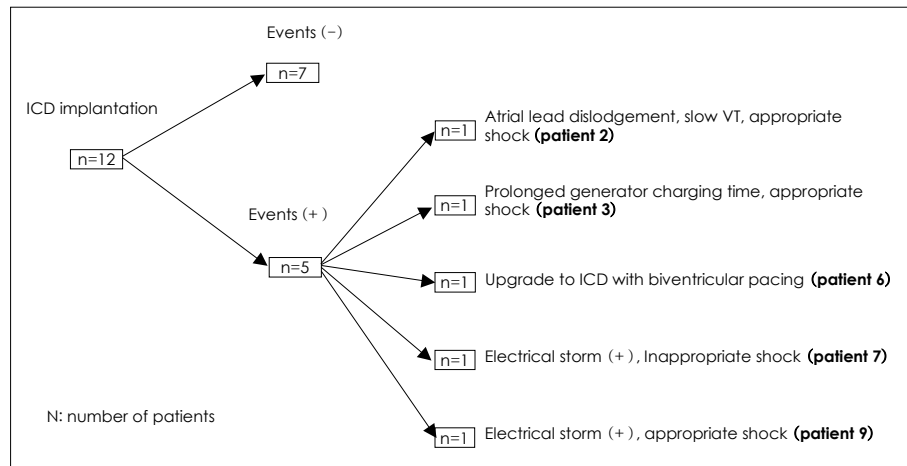 Events (-)
n=7
ICD implantation
n=12
Atrial lead dislodgement, slow VT, appropriate
n=1
shock (patient 2)
Prolonged generator charging time, appropriate
n=1
shock (patient 3)
Events (+)
n=5
n=1 Upgrade to ICD with biventricular pacing (patient 6)
n=1 Electrical storm (+), Inappropriate shock (patient 7)
N: number of patients
n=1 Electrical storm (+), appropriate shock (patient 9)